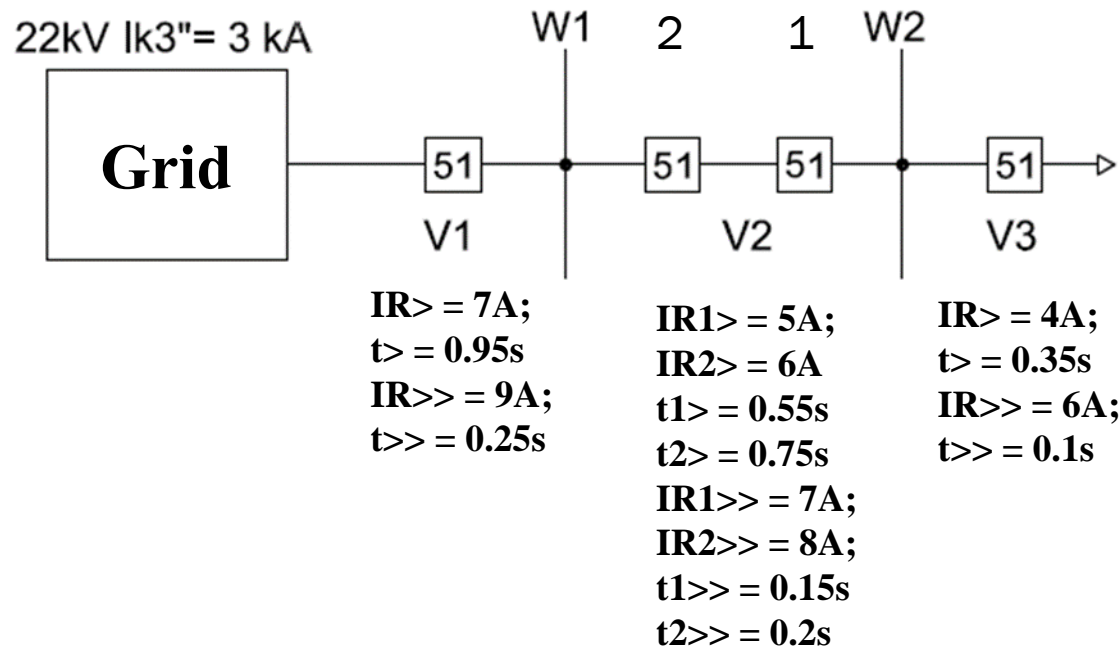 22kV Ik3"= 3 kA
W1
2
1
W2
Grid
51
51
51
51
V1
V2
V3
IR> = 7A;
t> = 0.95s
IR>> = 9A;
t>> = 0.25s
IR1> = 5A;
IR2> = 6A
t1> = 0.55s
t2> = 0.75s
IR1>> = 7A;
IR2>> = 8A;
t1>> = 0.15s
t2>> = 0.2s
IR> = 4A;
t> = 0.35s
IR>> = 6A;
t>> = 0.1s